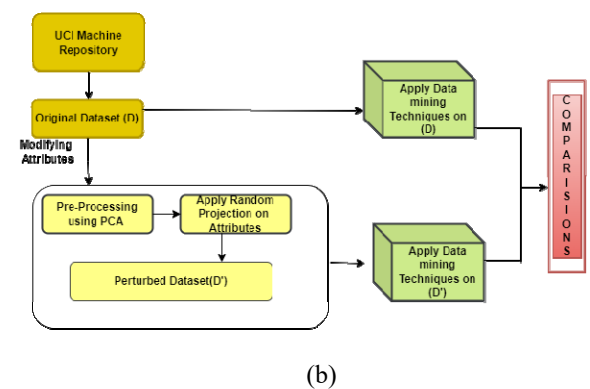 UCI Machine
Repository
Original Dataset (D)
Modifying
Attributes
Pre-Processing
using PCA
Apply Random
Projection on
Attributes
Perturbed Dataset(D')
Apply Data
mining
Techniques on
(D)
Apply Data
mining
Techniques on
(D')
C
O
M
P
A
R
I
S
I
O
N
S
(b)